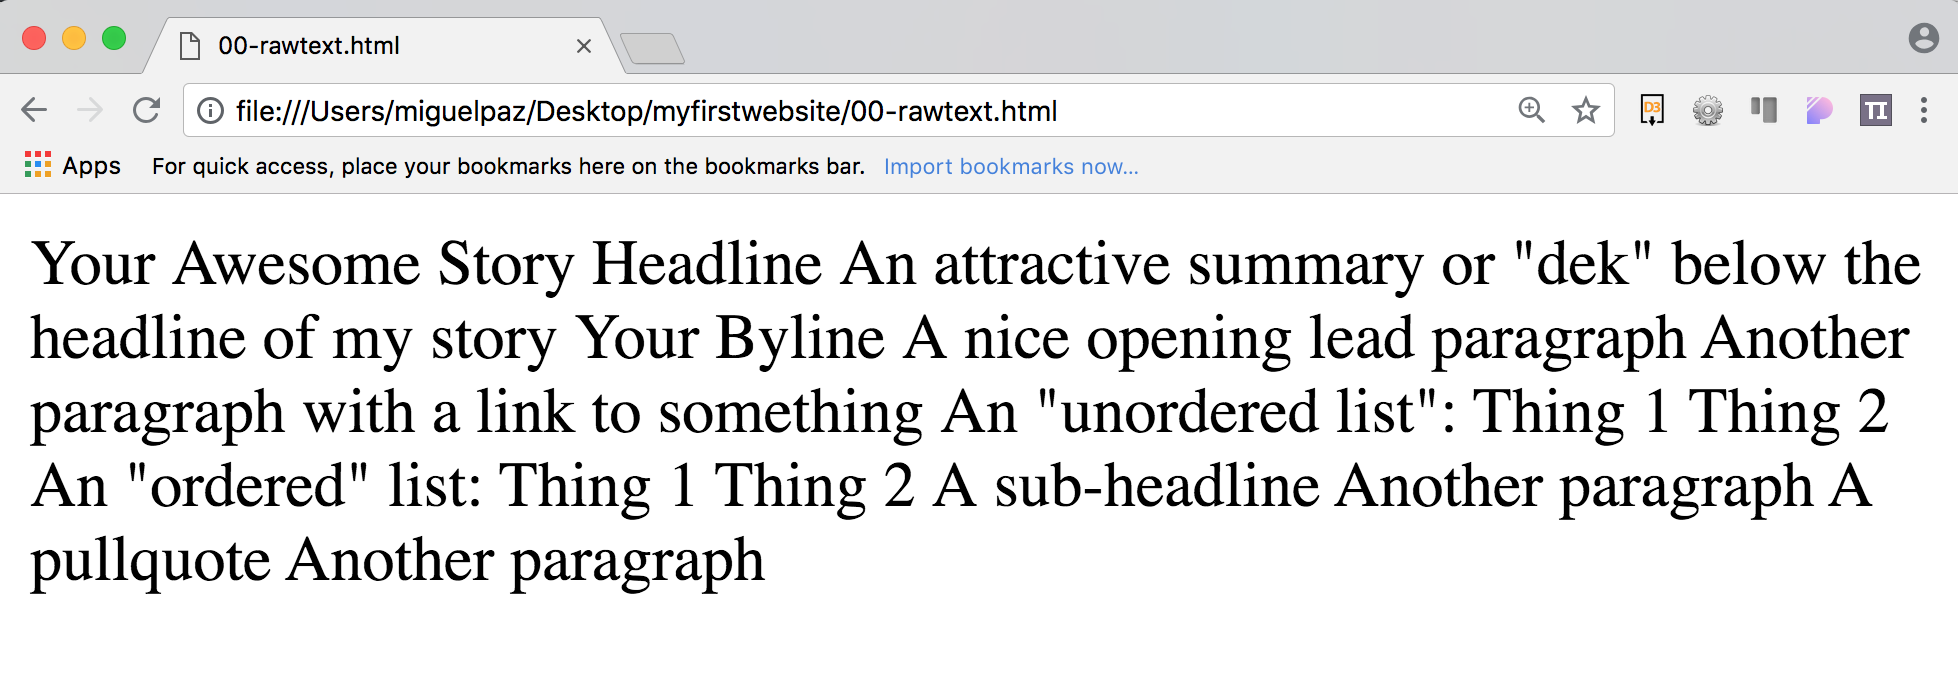 00-rawtext.html
file:///Users/miguelpaz/Desktop/myfirstwebsite/00-rawtext.html
D3
Apps For quick access, place your bookmarks here on the bookmarks bar. Import bookmarks now...
Your Awesome Story Headline An attractive summary or "dek" below the
headline of my story Your Byline A nice opening lead paragraph Another
paragraph with a link to something An "unordered list": Thing 1 Thing 2
An "ordered" list: Thing 1 Thing 2 A sub-headline Another paragraph A
pullquote Another paragraph